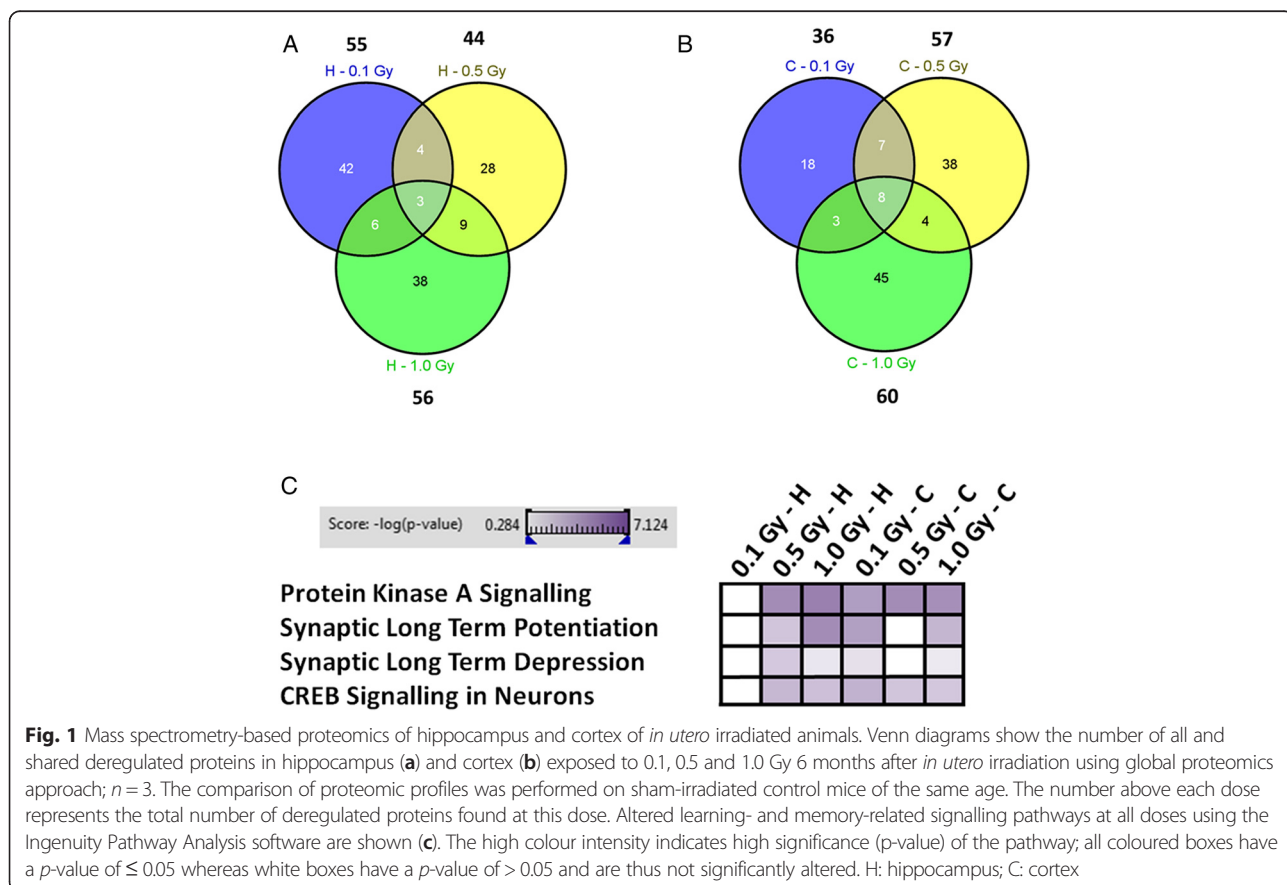 A
55
44
H - 0.1 Gy
H - 0.5 Gy
42
4
28
3
6
9
38
H - 1.0 Gy
56
B
36
57
C - 0.1 Gy
C - 0.5 Gy
18
7
38
8
3
4
45
C - 1.0 Gy
60
C
Score: -log(p-value) 0.284 7.124
0.1 Gy - H
0.5 Gy - H
1.0 Gy - H
0.1 Gy - C
0.5 Gy - C
1.0 Gy - C
Protein Kinase A Signalling
Synaptic Long Term Potentiation
Synaptic Long Term Depression
CREB Signalling in Neurons
Fig. 1 Mass spectrometry-based proteomics of hippocampus and cortex of in utero irradiated animals. Venn diagrams show the number of all and
shared deregulated proteins in hippocampus (a) and cortex (b) exposed to 0.1, 0.5 and 1.0 Gy 6 months after in utero irradiation using global proteomics
approach; n = 3. The comparison of proteomic profiles was performed on sham-irradiated control mice of the same age. The number above each dose
represents the total number of deregulated proteins found at this dose. Altered learning- and memory-related signalling pathways at all doses using the
Ingenuity Pathway Analysis software are shown (c). The high colour intensity indicates high significance (p-value) of the pathway; all coloured boxes have
a p-value of ≤ 0.05 whereas white boxes have a p-value of > 0.05 and are thus not significantly altered. H: hippocampus; C: cortex